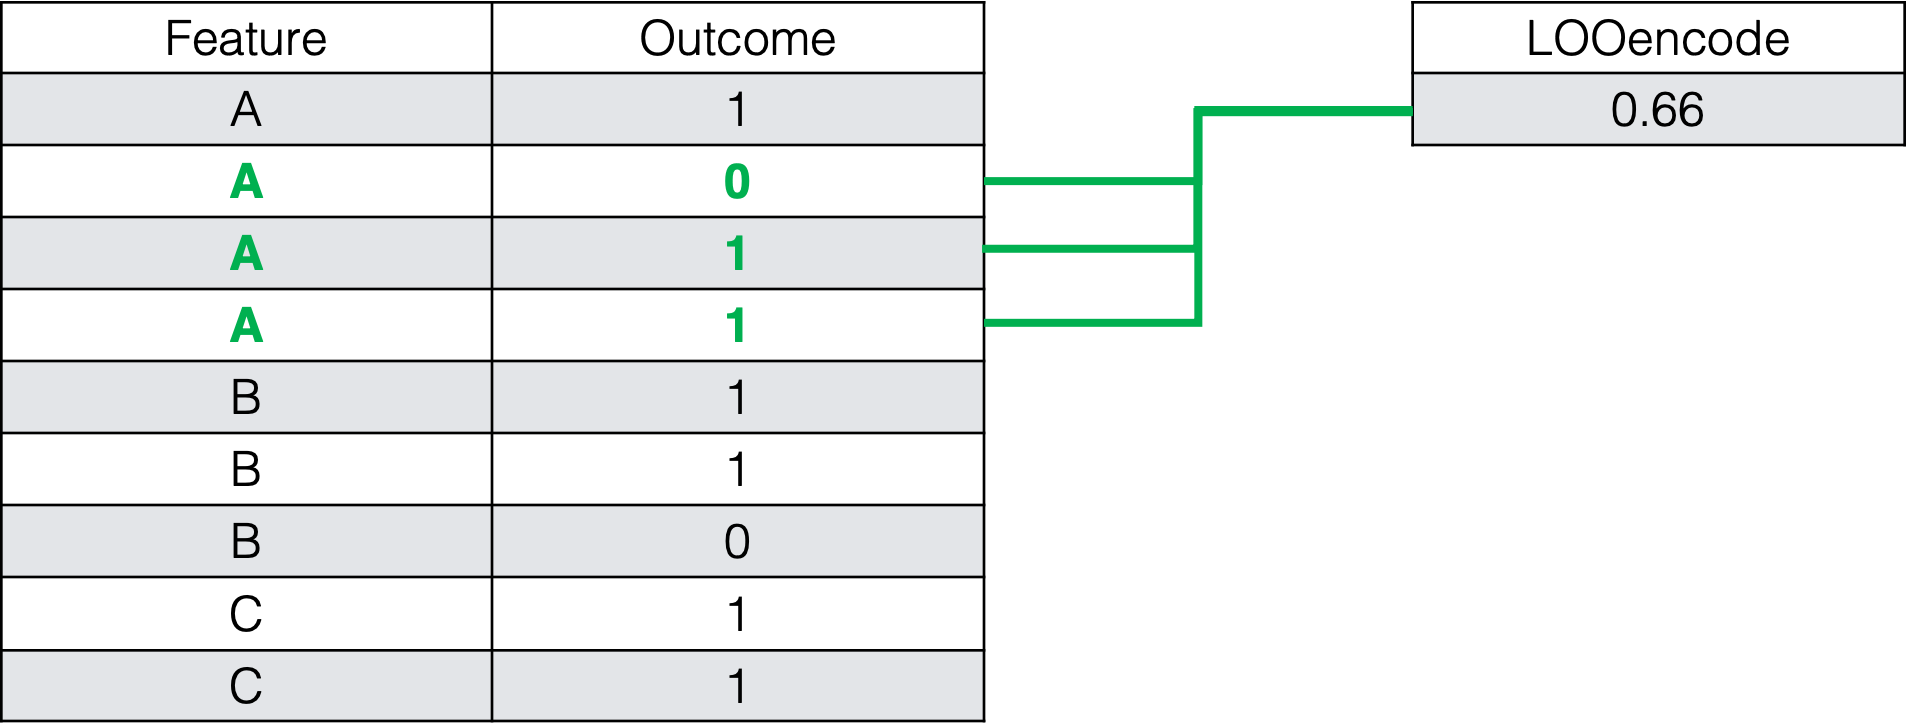 Feature Outcome LOOencode
A 1 0.66
A 0
A 1
A 1
B 1
B 1
B 0
C 1
C 1